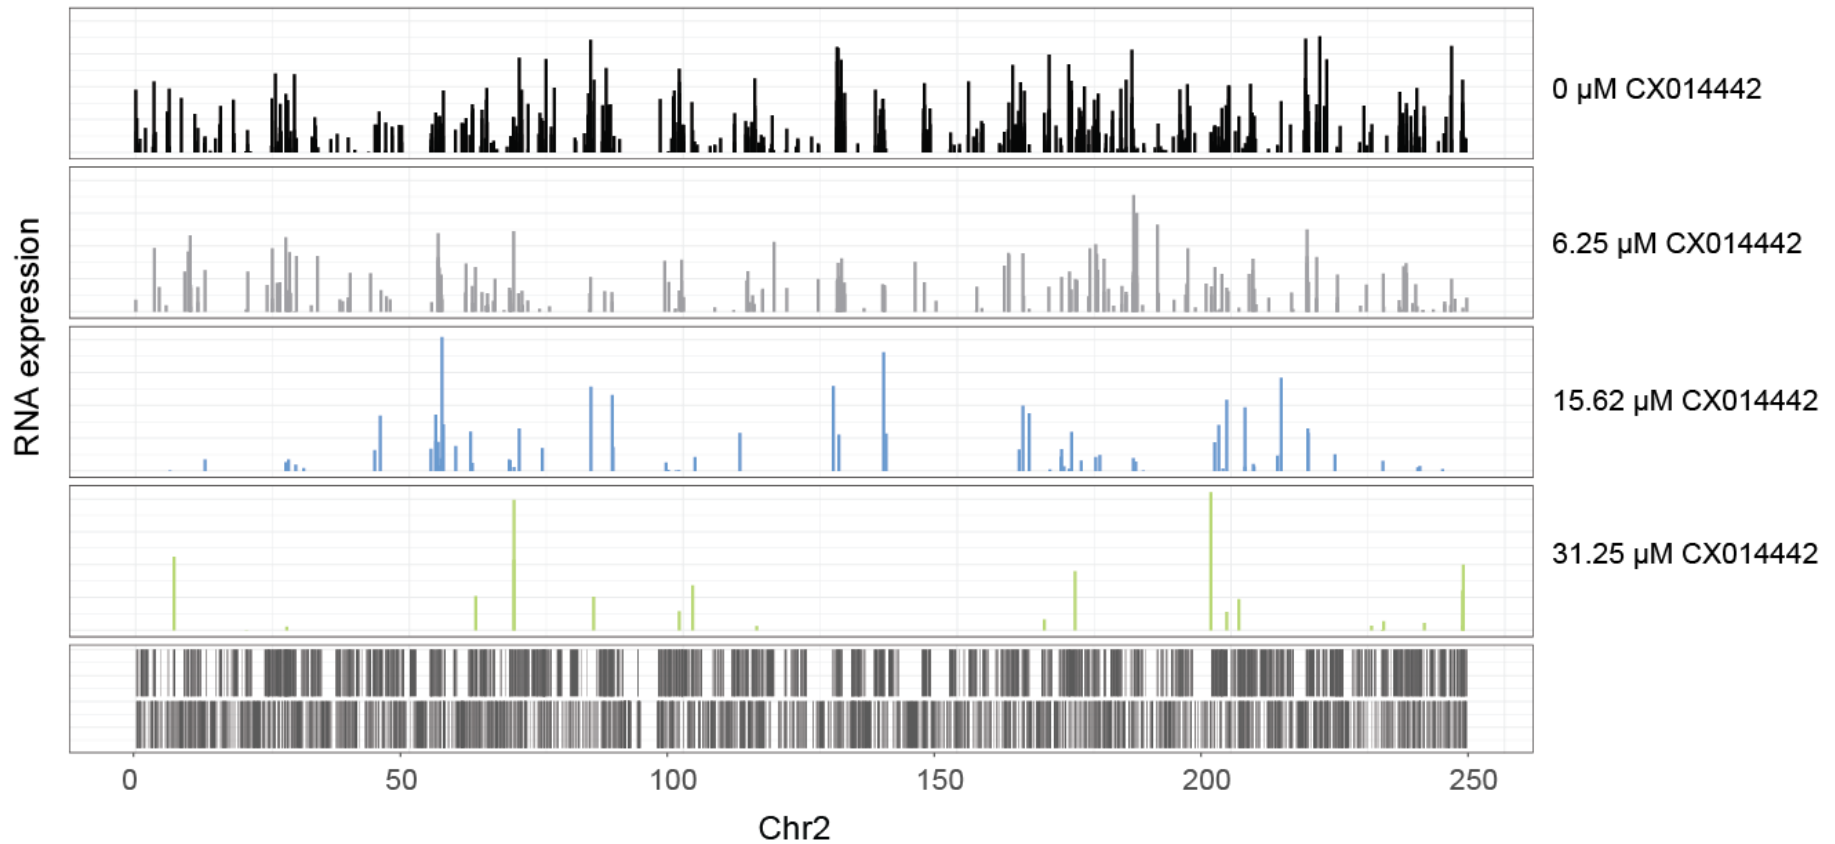 0 µM CX014442
6.25 µM CX014442
RNA expression
15.62 µM CX014442
31.25 µM CX014442
0 50 100 150 200 250
Chr2